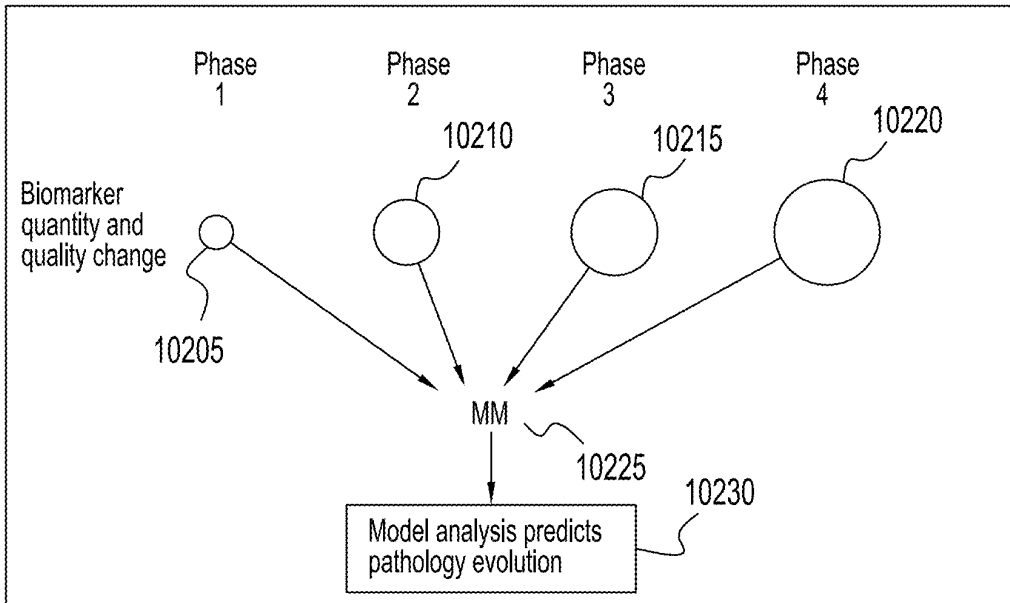 Phase
1
Phase
2
Phase
3
Phase
4
10210
10215
10220
Biomarker
quantity and
quality change
10205
MM
10225
10230
Model analysis predicts
pathology evolution